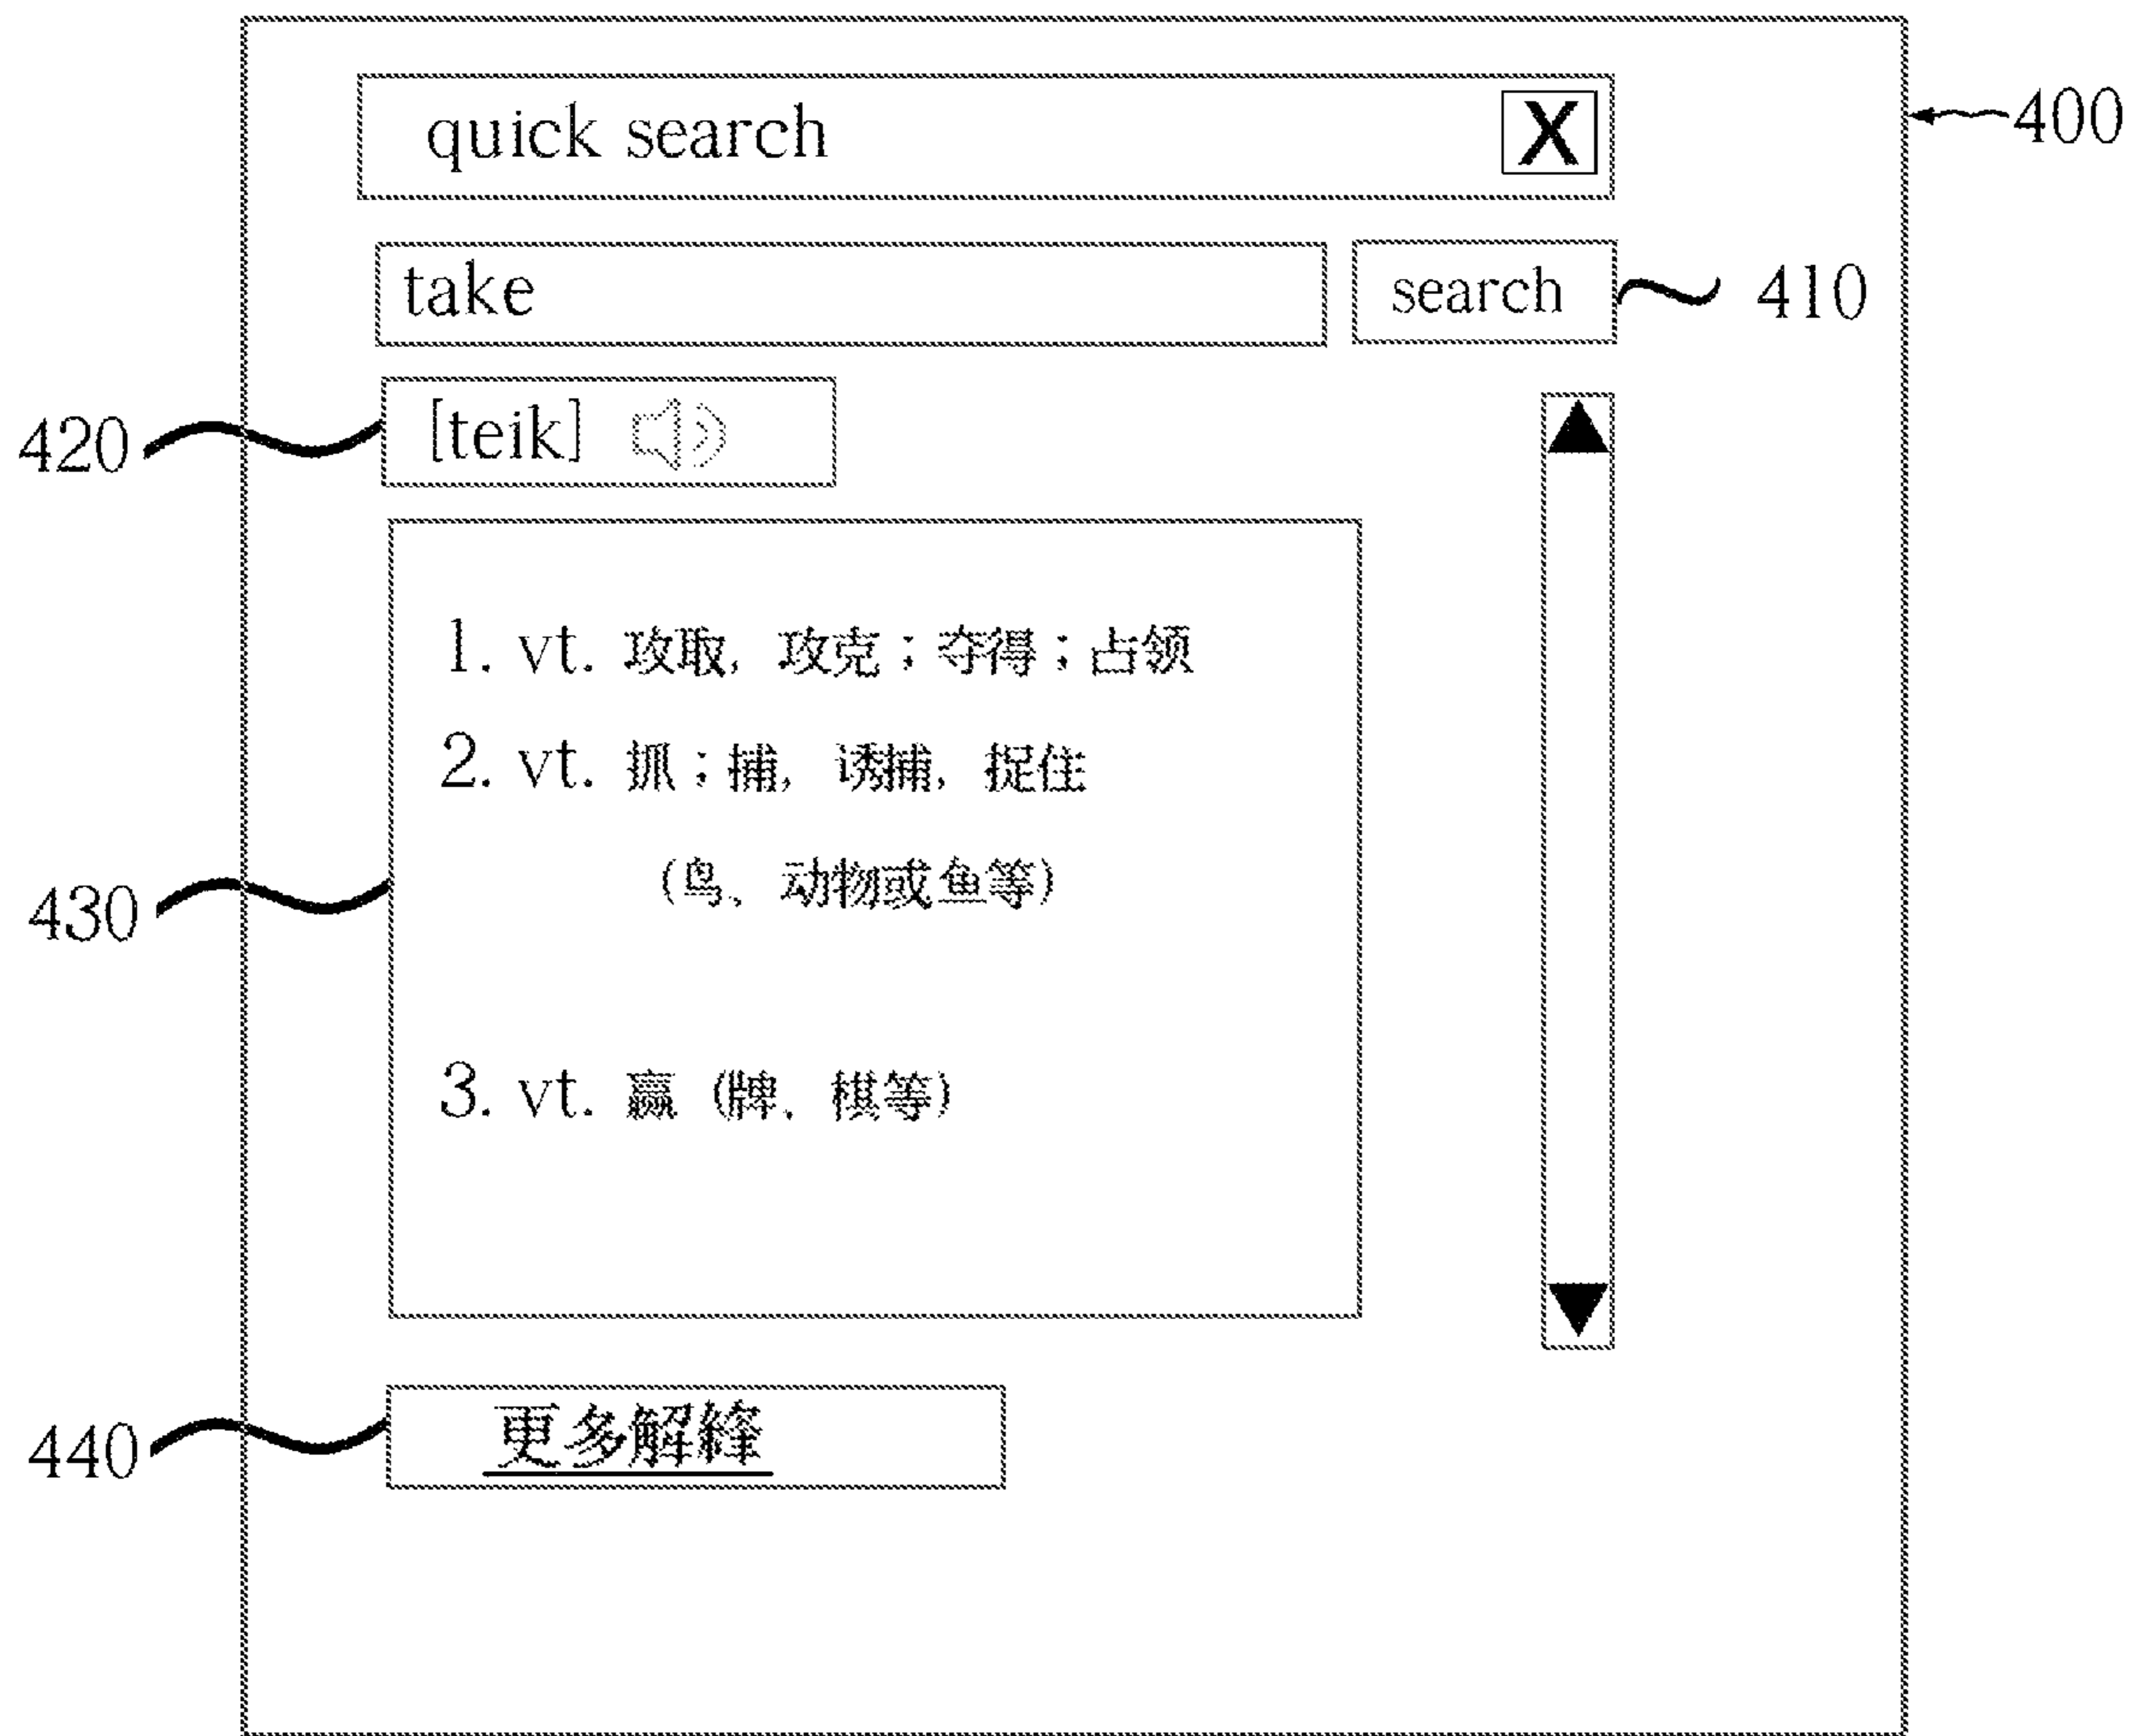 quick search X
400
take search 410
420 [teik]
1. vt. 攻取, 攻克；夺得；占领
2. vt. 抓；捕, 诱捕, 捉住
(鸟、动物或鱼等)
430
3. vt. 赢 (牌、棋等)
440 更多解